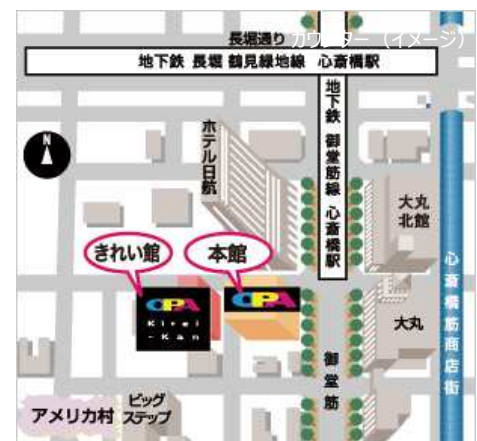 長堀通り
カウンター（イメージ）
地下鉄 長堀 鶴見緑地線 心斎橋駅
地下鉄 御堂筋線 心斎橋駅
N
ホテル日航
大丸
北館
きれい館
本館
OPA
Kirei
-Kan
OPA
大丸
心斎橋筋商店街
御堂筋
アメリカ村
ビッグ
ステップ